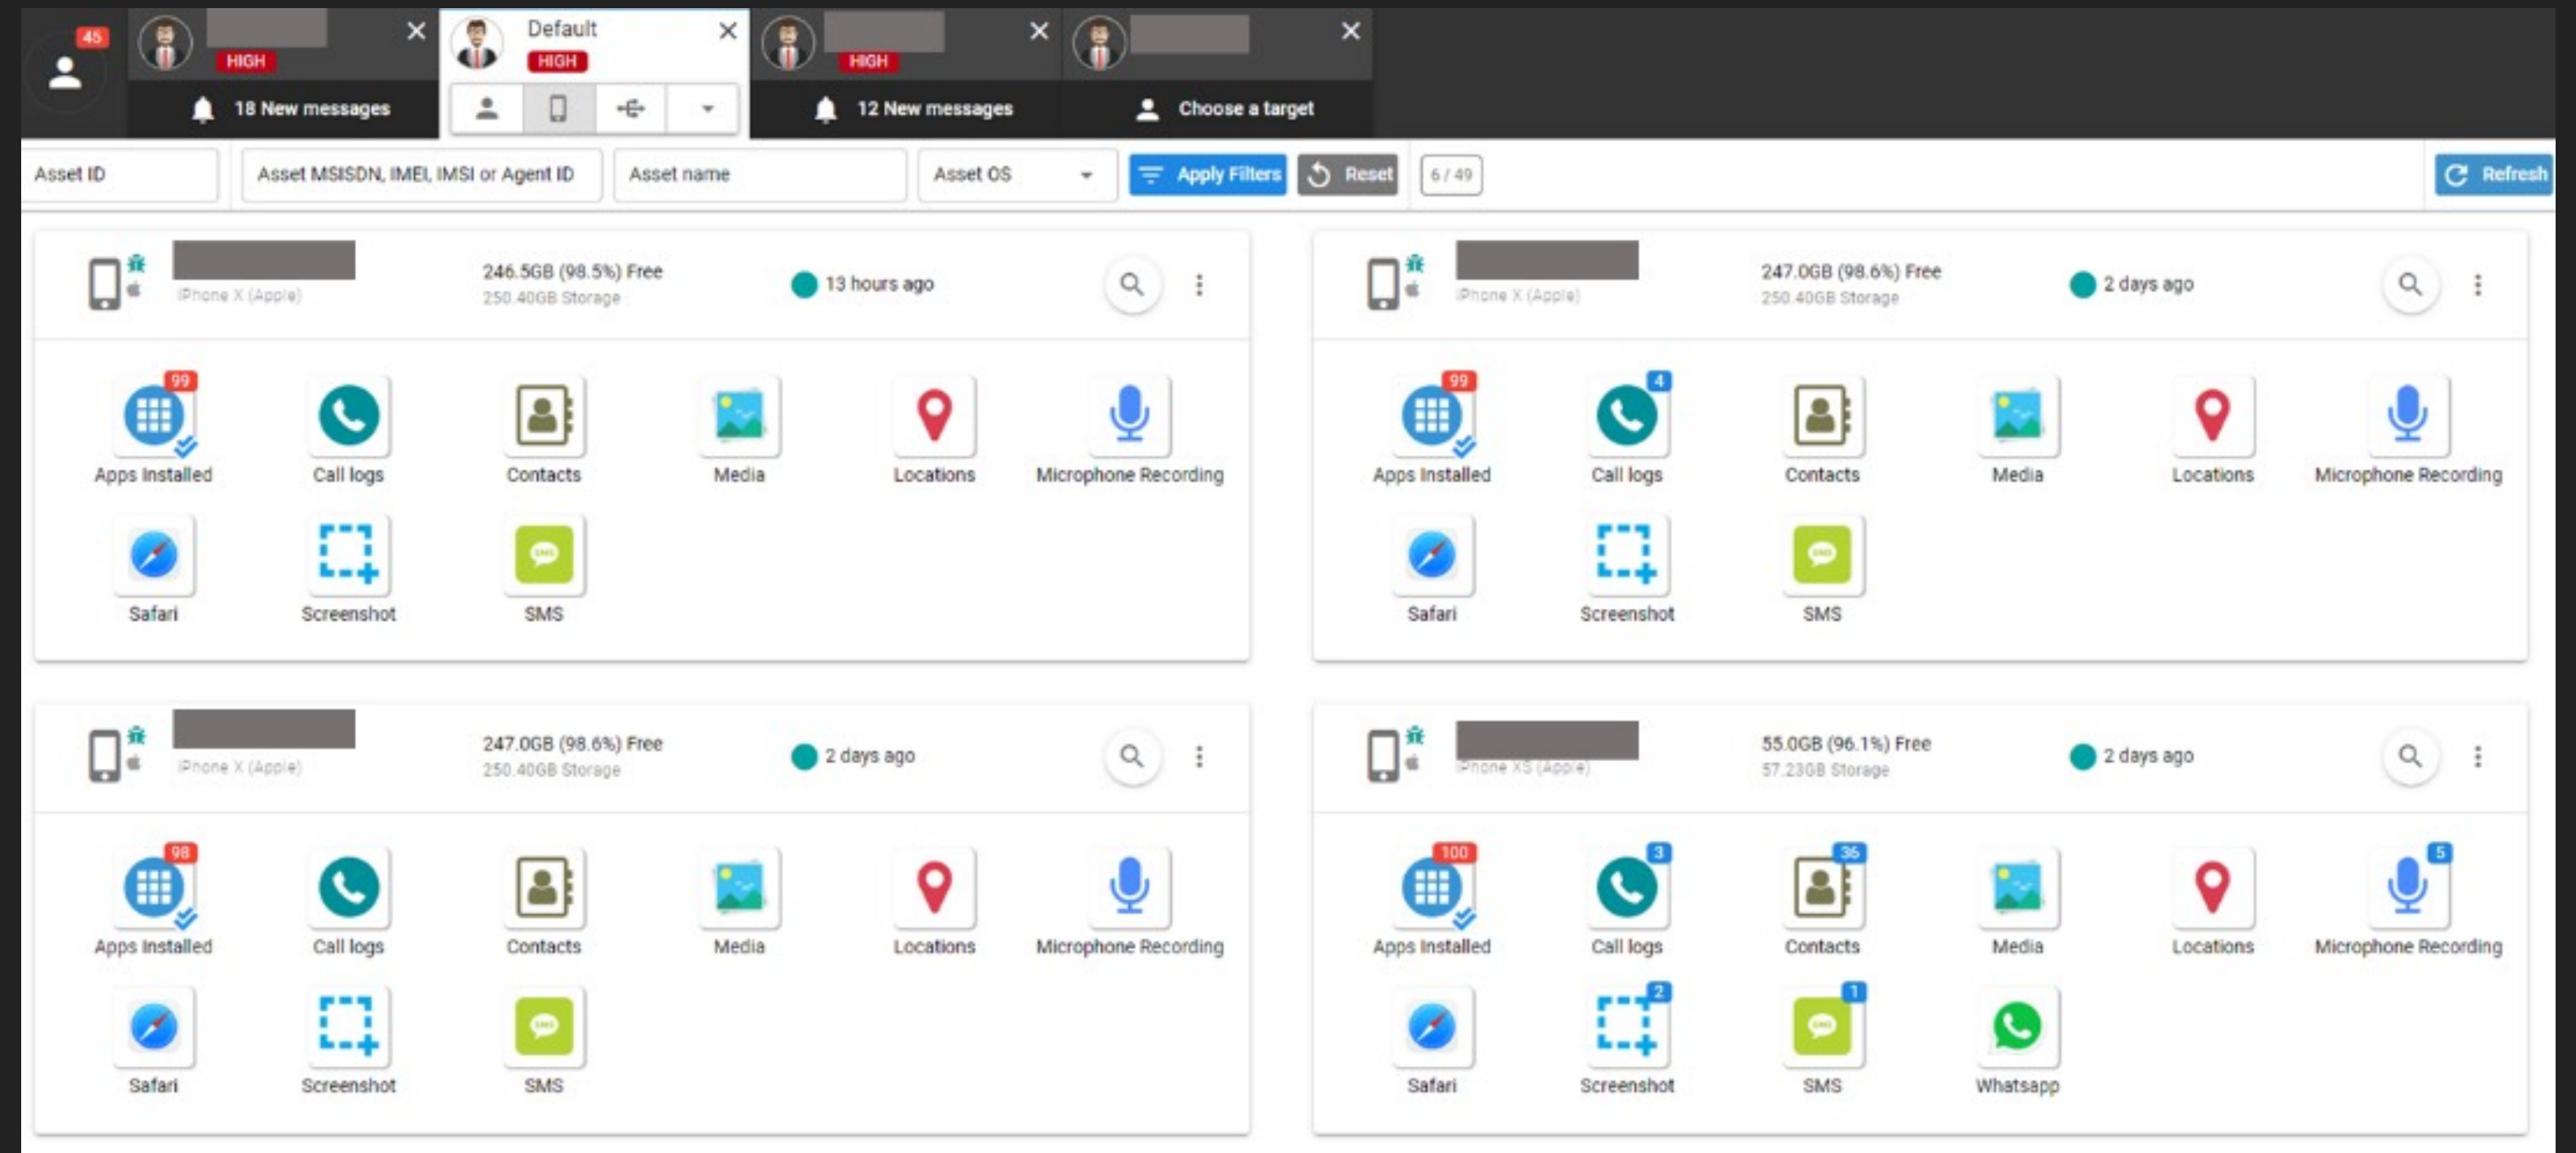 45
Default
HIGH
HIGH
HIGH
18 New messages
12 New messages
Choose a target
Asset ID
Asset MSISDN, IMEI, IMSI or Agent ID
Asset name
Asset OS
Apply Filters
Reset
6 / 49
Refresh
iPhone X (Apple)
246.5GB (98.5%) Free
250.40GB Storage
13 hours ago
99
Apps Installed
Call logs
Contacts
Media
Locations
Microphone Recording
Safari
Screenshot
SMS
SMS
iPhone X (Apple)
247.0GB (98.6%) Free
250.40GB Storage
2 days ago
99
4
Apps Installed
Call logs
Contacts
Media
Locations
Microphone Recording
Safari
Screenshot
SMS
SMS
iPhone X (Apple)
247.0GB (98.6%) Free
250.40GB Storage
2 days ago
98
Apps Installed
Call logs
Contacts
Media
Locations
Microphone Recording
Safari
Screenshot
SMS
SMS
iPhone XS (Apple)
55.0GB (96.1%) Free
57.23GB Storage
2 days ago
100
3
36
5
Apps Installed
Call logs
Contacts
Media
Locations
Microphone Recording
2
1
SMS
Safari
Screenshot
SMS
Whatsapp